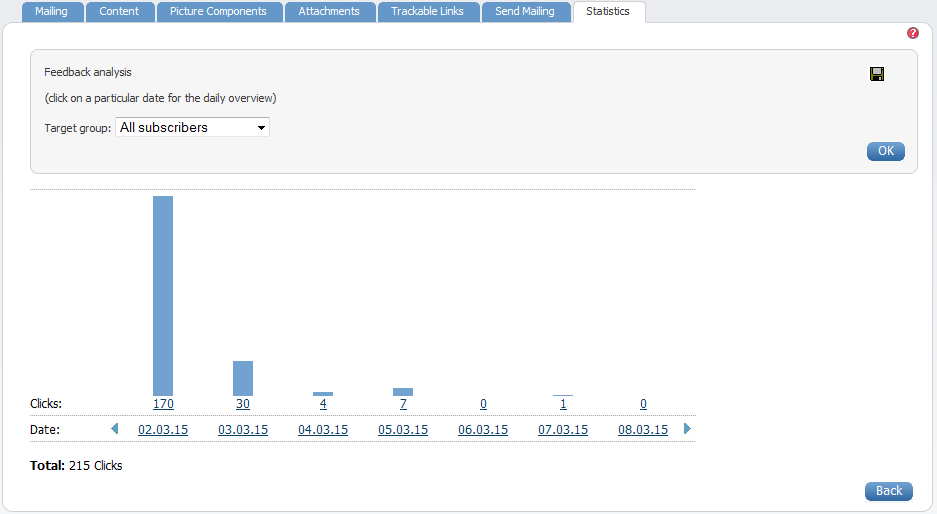 Mailing Content Picture Components Attachments Trackable Links Send Mailing Statistics
?
Feedback analysis
(click on a particular date for the daily overview)
Target group: All subscribers
OK
Clicks: 170 30 4 7 0 1 0
Date: 02.03.15 03.03.15 04.03.15 05.03.15 06.03.15 07.03.15 08.03.15
Total: 215 Clicks
Back